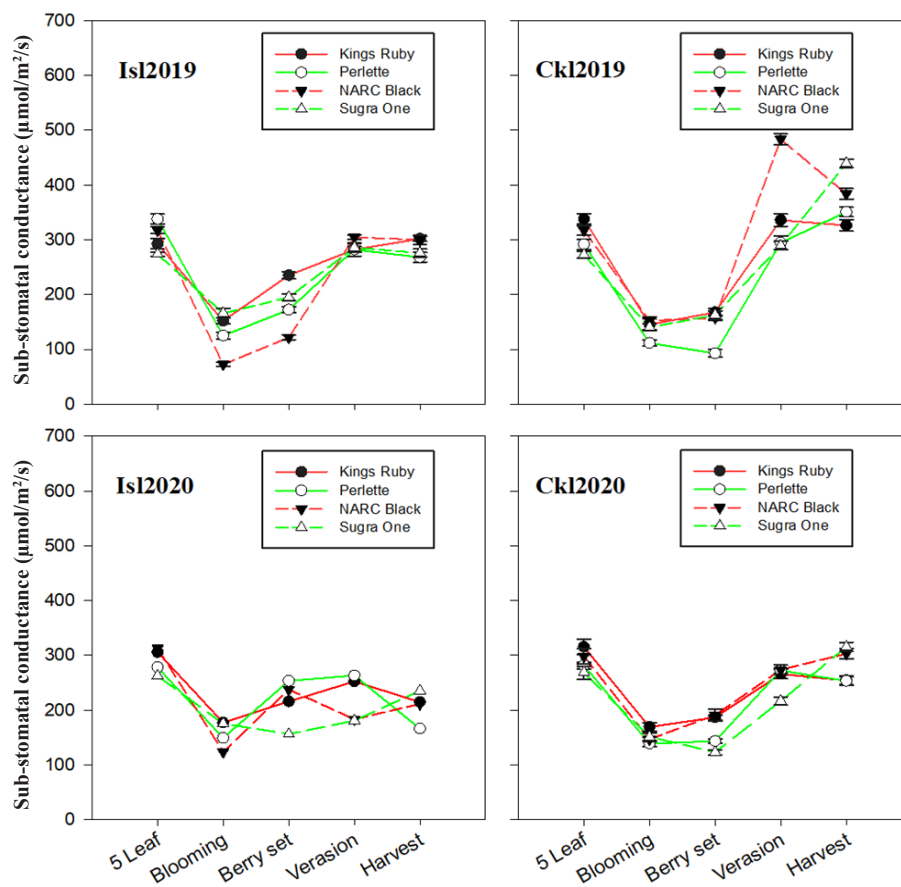 Sub-stomatal conductance (µmol/m²/s)
700
600
500
400
300
200
100
0
Isl2019
Kings Ruby
Perlette
NARC Black
Sugra One
Ckl2019
Kings Ruby
Perlette
NARC Black
Sugra One
Sub-stomatal conductance (µmol/m²/s)
700
600
500
400
300
200
100
0
Isl2020
Kings Ruby
Perlette
NARC Black
Sugra One
Ckl2020
Kings Ruby
Perlette
NARC Black
Sugra One
5 Leaf
Blooming
Berry set
Verasion
Harvest
5 Leaf
Blooming
Berry set
Verasion
Harvest